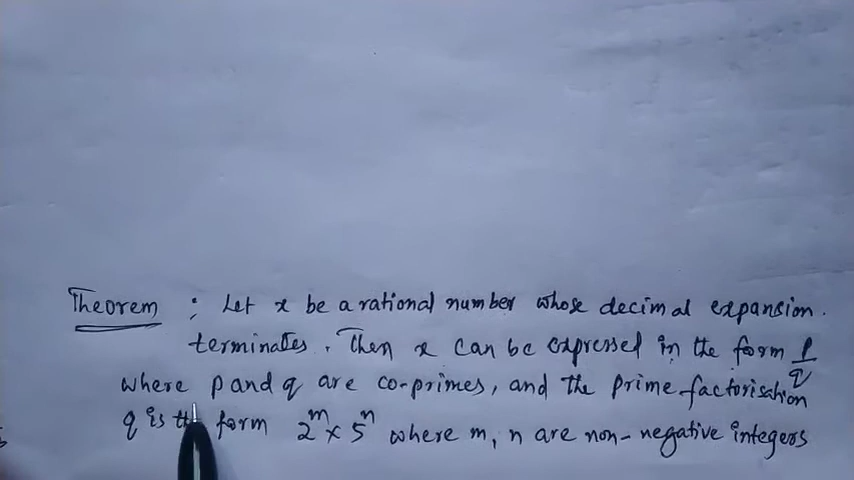 Theorem : Let x be a rational number whose decimal expansion.
terminates. Then x can be expressed in the form p/q
where p and q are co-primes, and the prime factorisation
q is the form 2^m x 5^n where m, n are non-negative integers